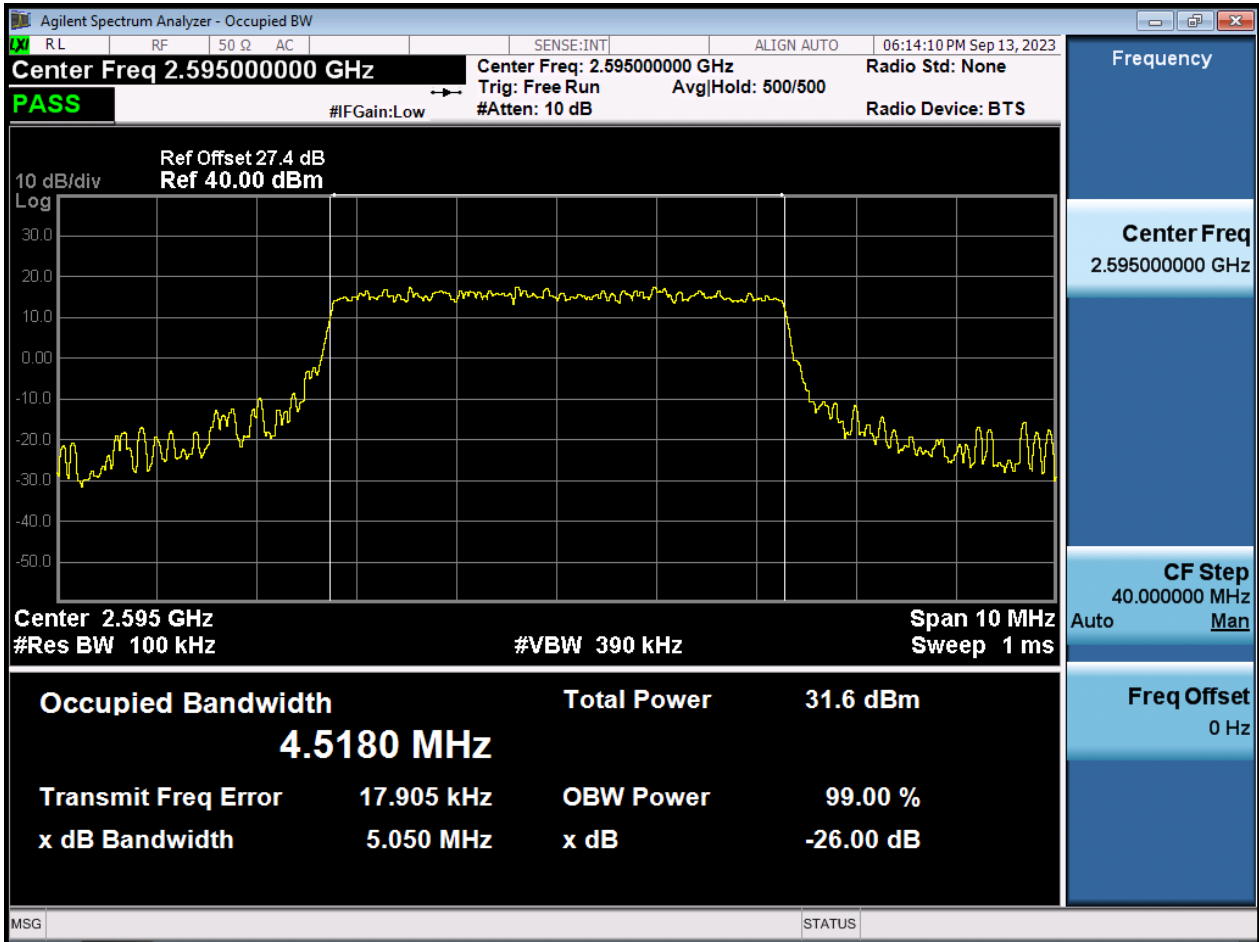 Agilent Spectrum Analyzer - Occupied BW
LXI RL RF 50 Ω AC SENSE:INT ALIGN AUTO 06:14:10 PM Sep 13, 2023
Center Freq 2.595000000 GHz
Center Freq: 2.595000000 GHz
Radio Std: None
Trig: Free Run Avg|Hold: 500/500
PASS
#IFGain:Low
#Atten: 10 dB
Radio Device: BTS
Ref Offset 27.4 dB
10 dB/div Ref 40.00 dBm
Log
30.0
20.0
10.0
0.00
-10.0
-20.0
-30.0
-40.0
-50.0
Center 2.595 GHz Span 10 MHz
#Res BW 100 kHz #VBW 390 kHz Sweep 1 ms
Occupied Bandwidth Total Power 31.6 dBm
4.5180 MHz
Transmit Freq Error 17.905 kHz OBW Power 99.00 %
x dB Bandwidth 5.050 MHz x dB -26.00 dB
Frequency
Center Freq
2.595000000 GHz
CF Step
40.000000 MHz
Auto Man
Freq Offset
0 Hz
MSG STATUS